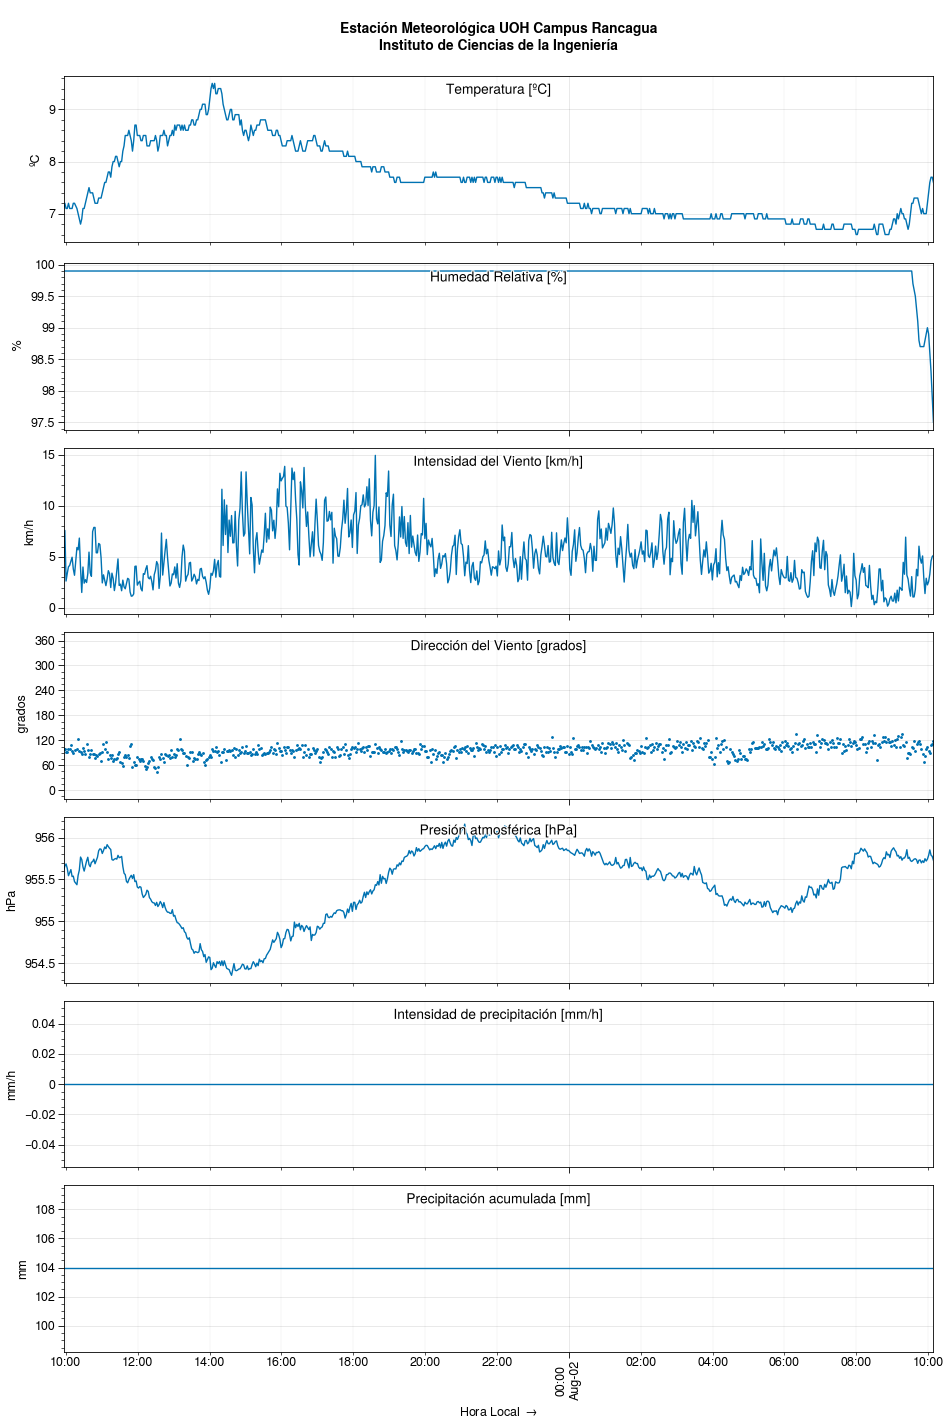 Estación Meteorológica UOH Campus Rancagua
Instituto de Ciencias de la Ingeniería
Temperatura [ºC]
9
8
7
ºC
Humedad Relativa [%]
100
99.5
99
98.5
98
97.5
%
Intensidad del Viento [km/h]
15
10
5
0
km/h
Dirección del Viento [grados]
360
300
240
180
120
60
0
grados
Presión atmosférica [hPa]
956
955.5
955
954.5
hPa
Intensidad de precipitación [mm/h]
0.04
0.02
0
−0.02
−0.04
mm/h
Precipitación acumulada [mm]
108
106
104
102
100
mm
10:00 12:00 14:00 16:00 18:00 20:00 22:00 00:00 02:00 04:00 06:00 08:00 10:00
Aug-02
Hora Local →